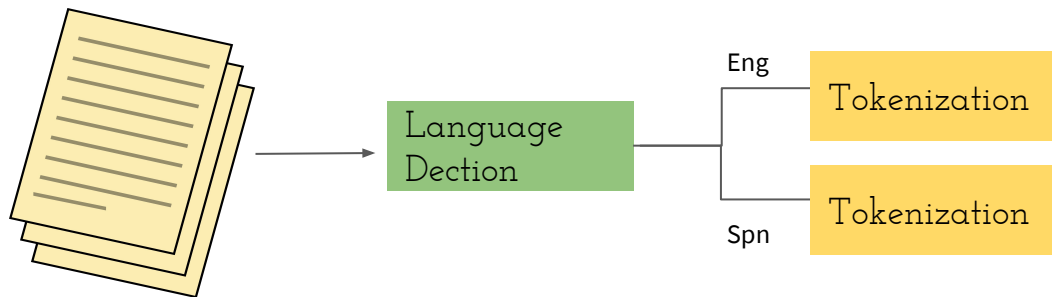 Eng
Tokenization
Language
Dection
Tokenization
Spn